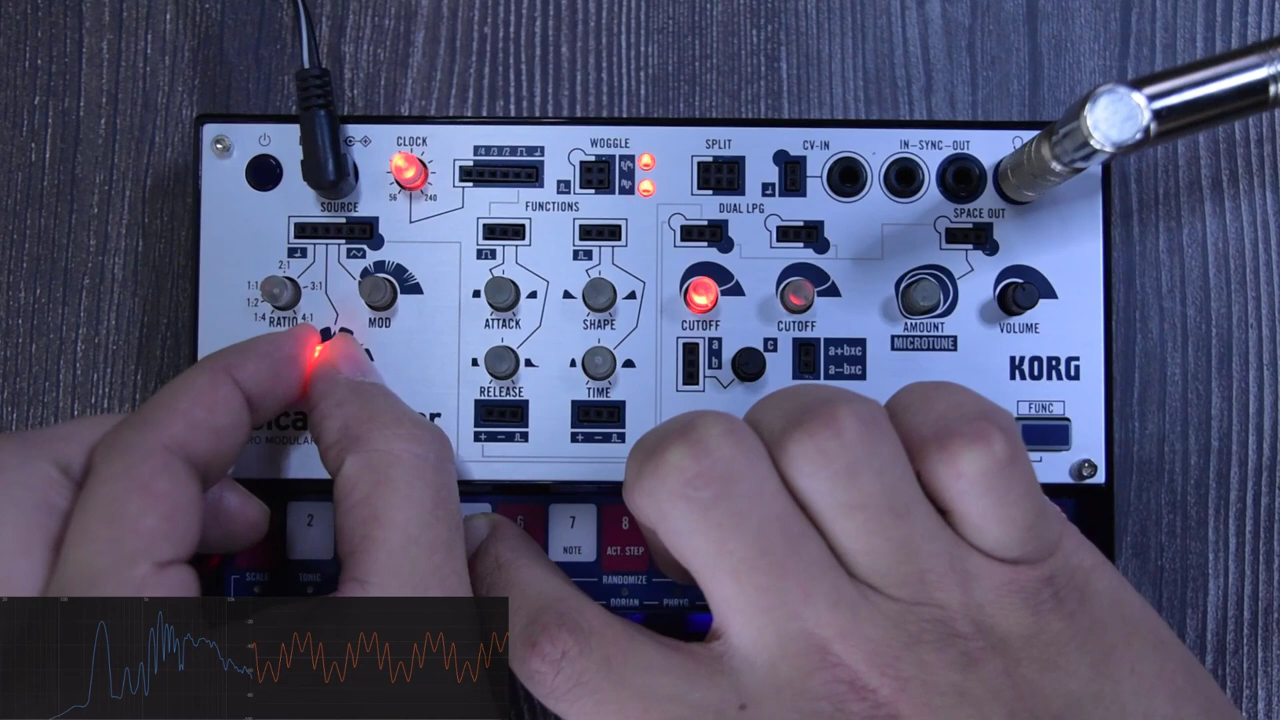 CLOCK
/4 /3 /2
WOGGLE
SPLIT
CV-IN
IN-SYNC-OUT
56
240
SOURCE
FUNCTIONS
DUAL LPG
SPACE OUT
2:1
1:1
3:1
1:2
1:4
RATIO
4:1
MOD
ATTACK
SHAPE
CUTOFF
CUTOFF
AMOUNT
VOLUME
MICROTUNE
a
b
c
a+bxc
a-bxc
KORG
RELEASE
TIME
FUNC
MODULAR
2
6
7
8
NOTE
ACT. STEP
SCALE
TONIC
RANDOMIZE
DORIAN
PHRYG